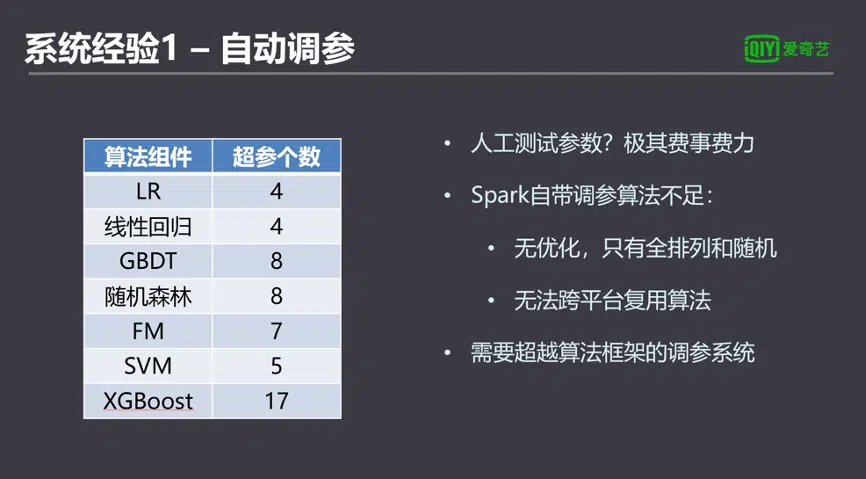 系统经验1 – 自动调参
iQIYI 爱奇艺
算法组件 超参个数
LR 4
线性回归 4
GBDT 8
随机森林 8
FM 7
SVM 5
XGBoost 17
• 人工测试参数？极其费事费力
• Spark自带调参算法不足：
• 无优化，只有全排列和随机
• 无法跨平台复用算法
• 需要超越算法框架的调参系统